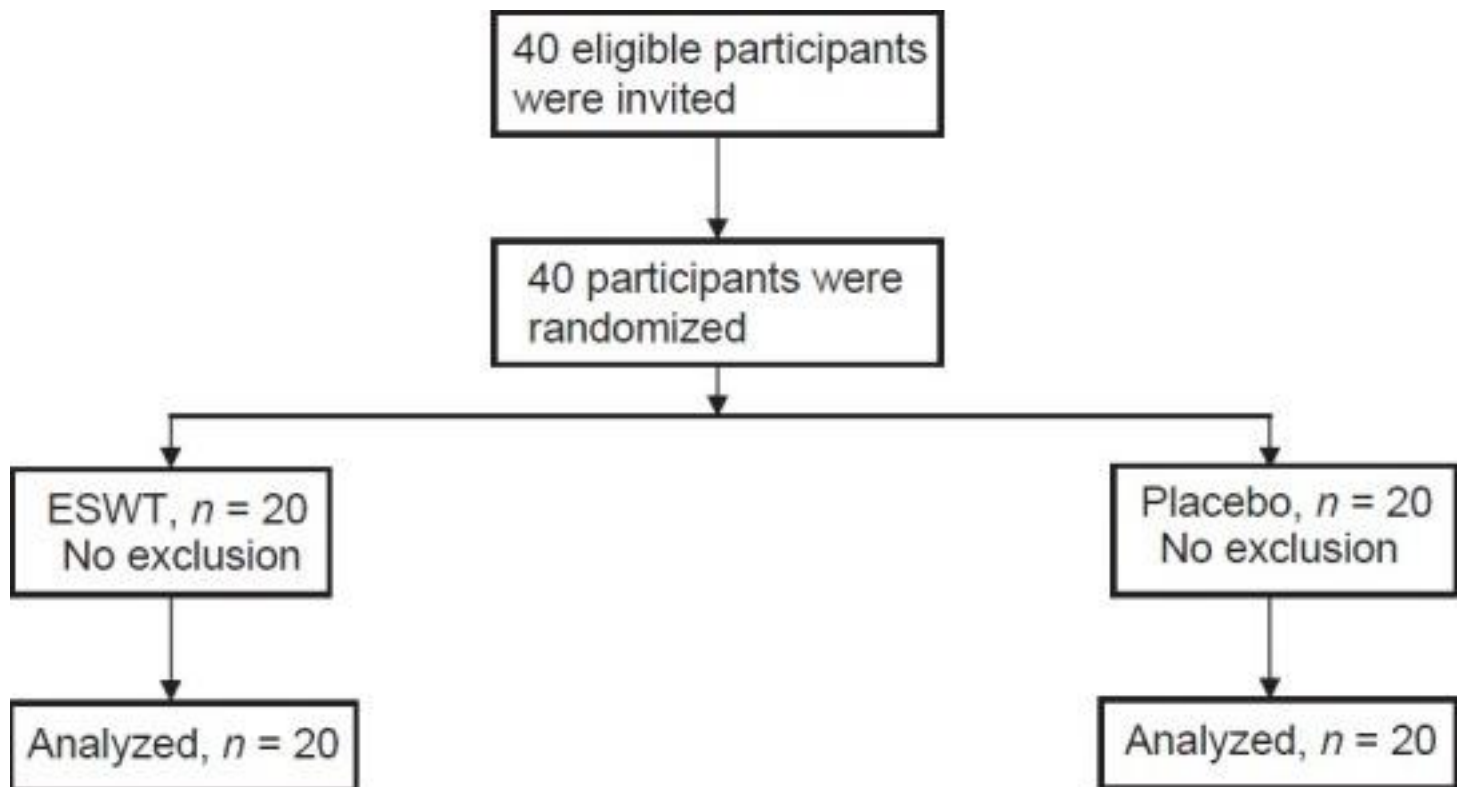 40 eligible participants
were invited
40 participants were
randomized
ESWT, n = 20
No exclusion
Placebo, n = 20
No exclusion
Analyzed, n = 20
Analyzed, n = 20